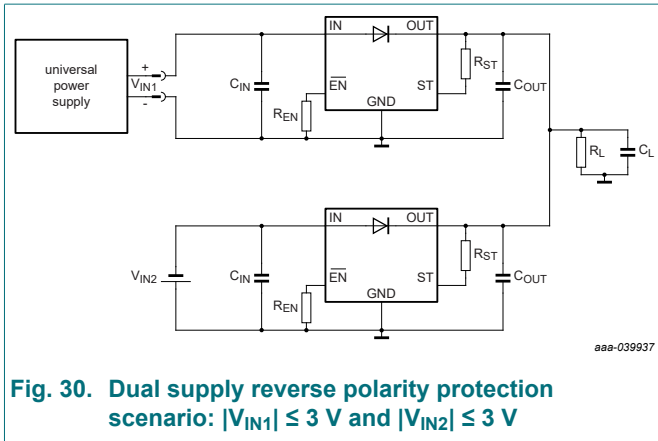 IN OUT
universal
power
supply
+
VIN1
-
CIN
EN
REN
GND
ST
RST
COUT
RL
CL
IN OUT
VIN2
CIN
EN
REN
GND
ST
RST
COUT
aaa-039937
Fig. 30. Dual supply reverse polarity protection
scenario: |VIN1| ≤ 3 V and |VIN2| ≤ 3 V